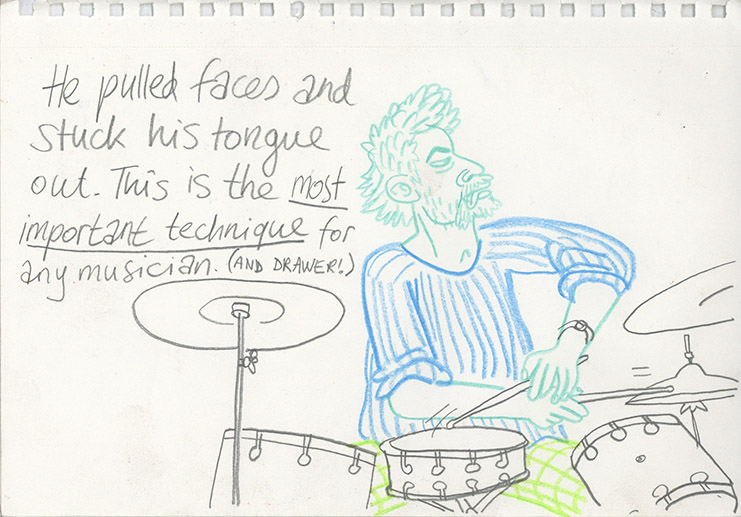 He pulled faces and
stuck his tongue
out. This is the most
important technique for
any musician. (AND DRAWER!)